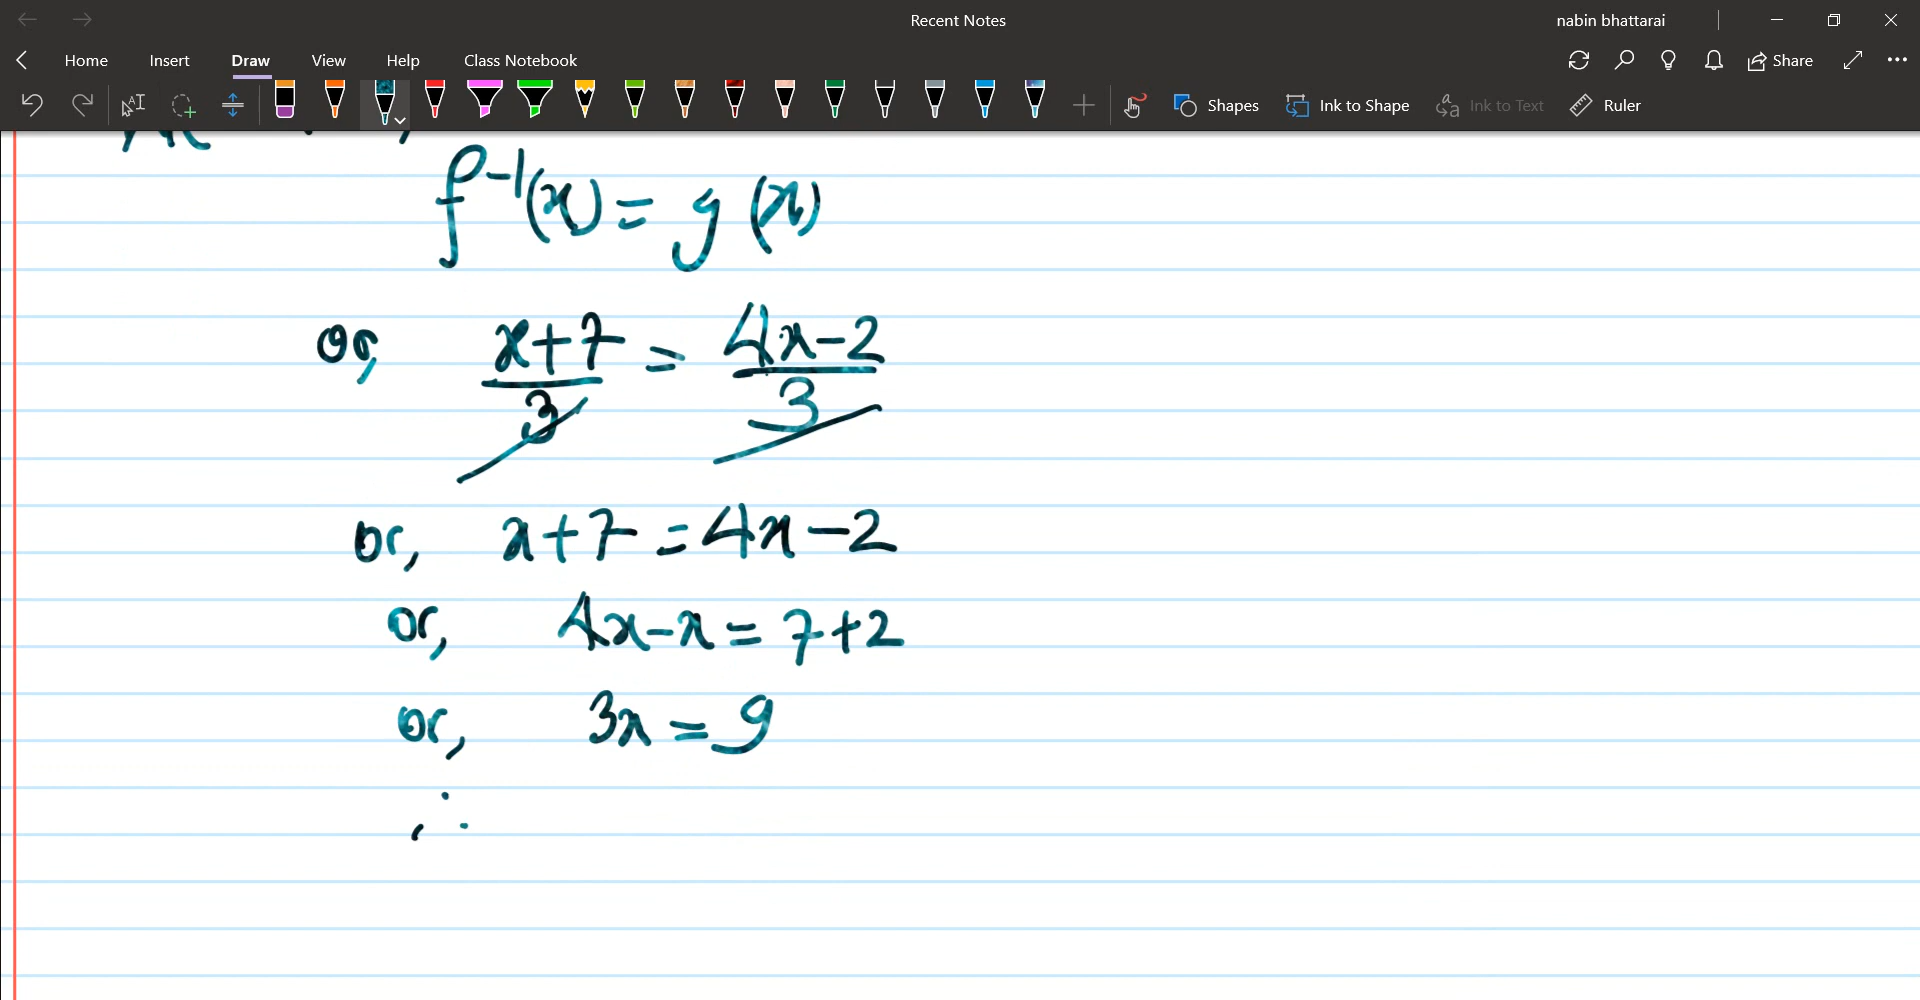 Recent Notes
nabin bhattarai
Home Insert Draw View Help Class Notebook
Share
Shapes Ink to Shape Ink to Text Ruler
f⁻¹(x) = g(x)
or, x+7/3 = 4x-2/3
or, x+7 = 4x-2
or, 4x-x = 7+2
or, 3x = 9
∴